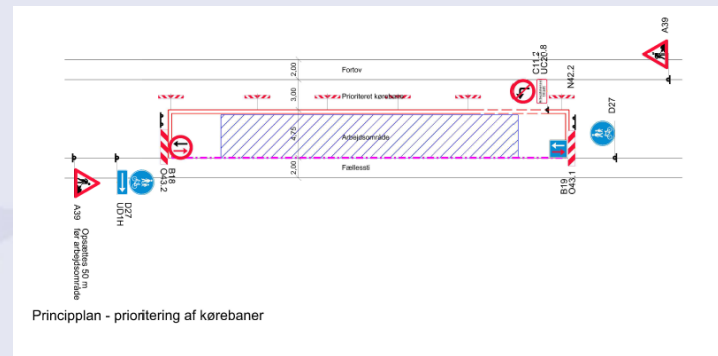 A39
2,00
Fortov
C11.2
UC20.8
N42.2
3,00
Prioriteret kørebane
D27
4,75
Arbejdsområde
2,00
Fællessti
B18
O43.2
B19
O43.1
D27
UD1H
A39
Opsættes 50 m
før arbejdsområde
Principplan - prioritering af kørebaner